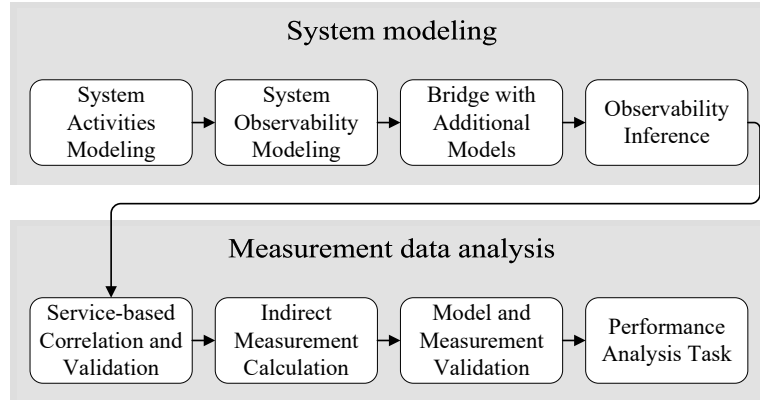 System modeling
System
Activities
Modeling
System
Observability
Modeling
Bridge with
Additional
Models
Observability
Inference
Measurement data analysis
Service-based
Correlation and
Validation
Indirect
Measurement
Calculation
Model and
Measurement
Validation
Performance
Analysis Task